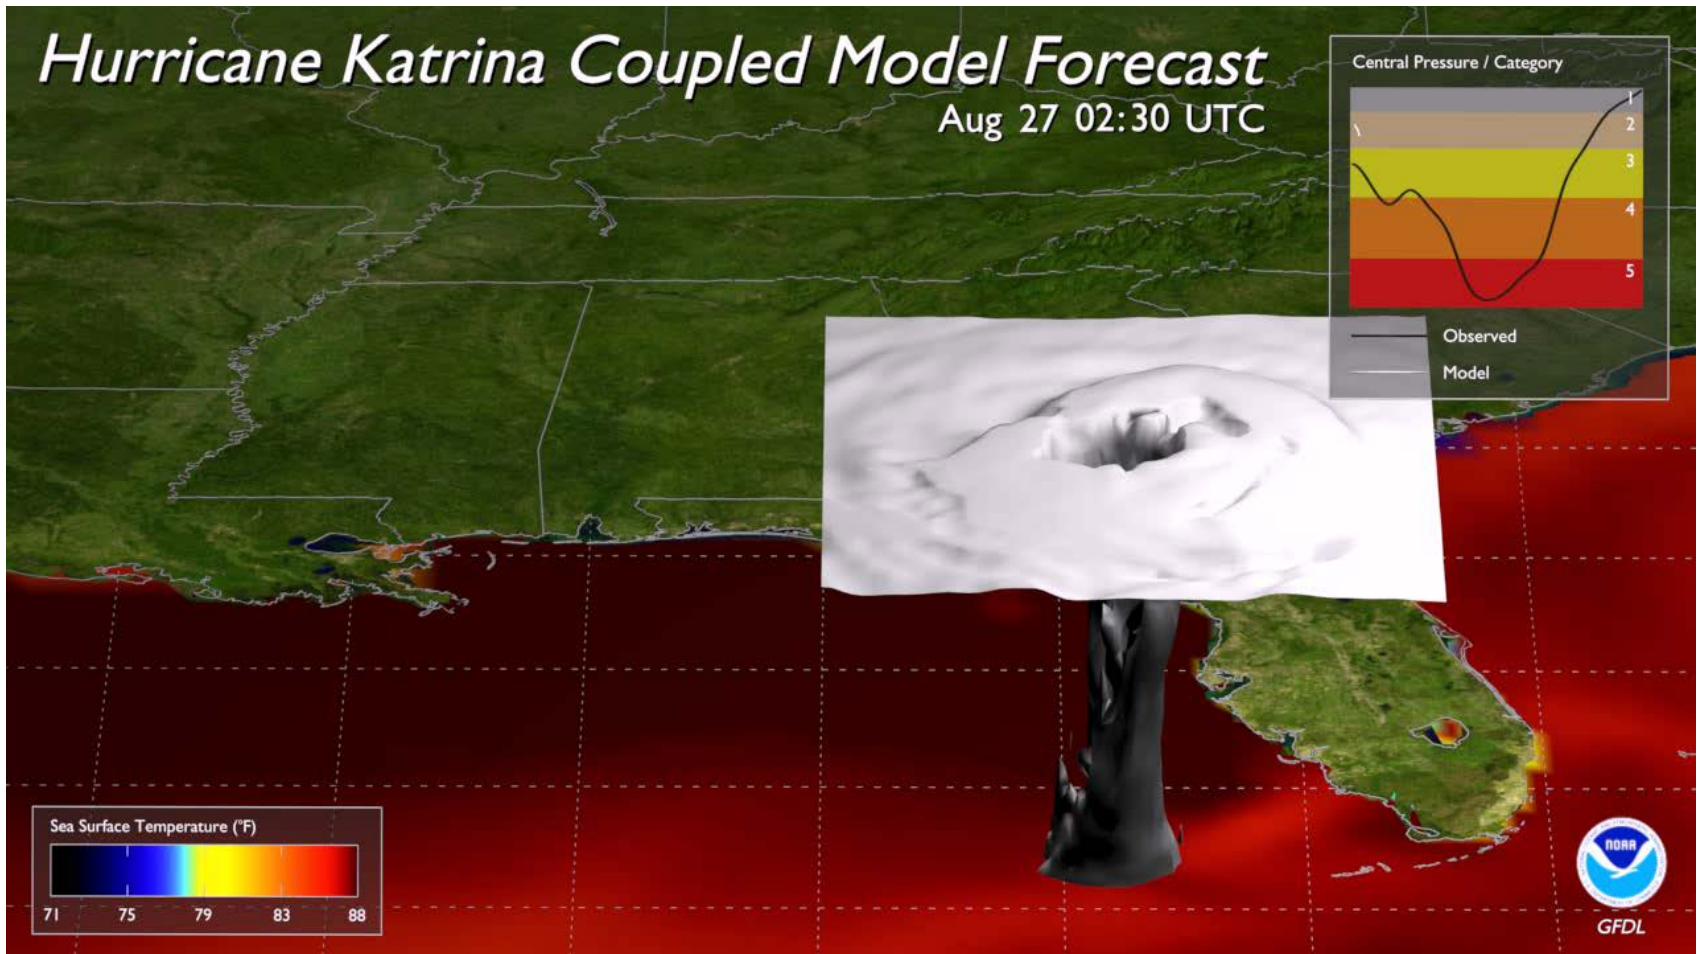 Hurricane Katrina Coupled Model Forecast
Aug 27 02:30 UTC
Central Pressure / Category
1
2
3
4
5
Observed
Model
Sea Surface Temperature (°F)
71 75 79 83 88
NOAA
GFDL